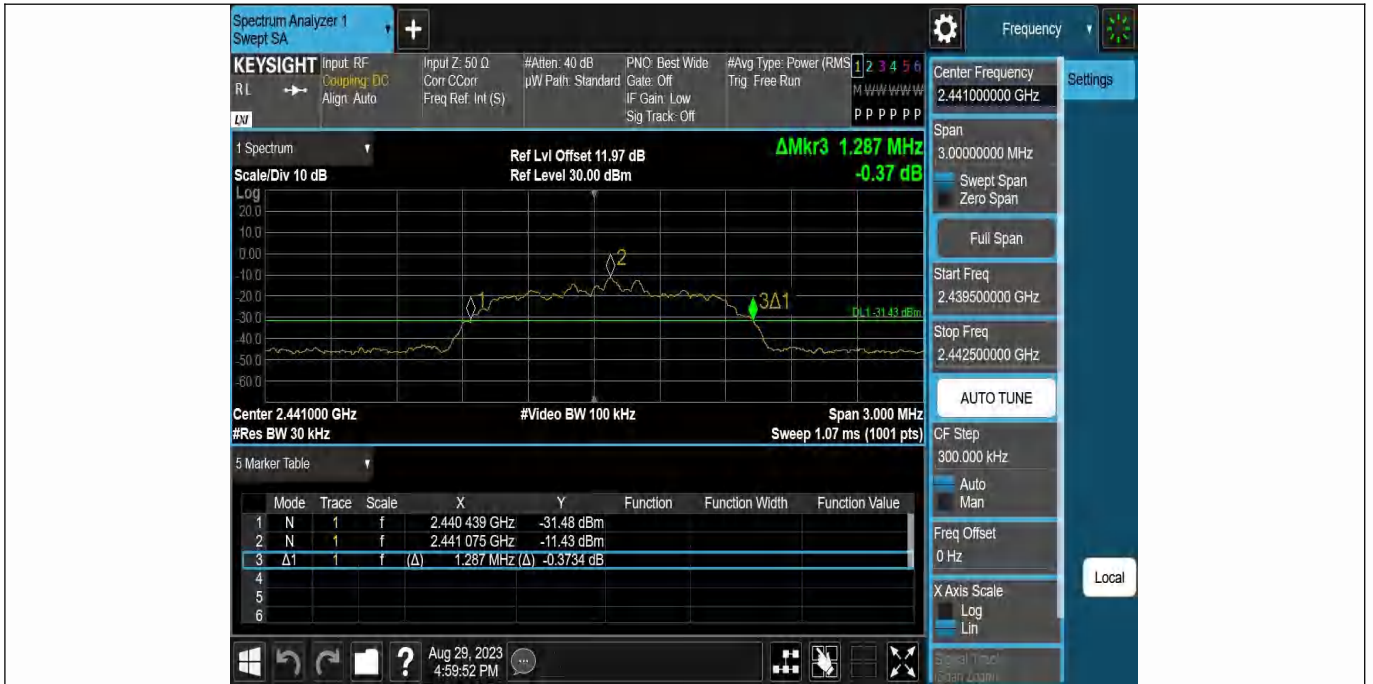 Spectrum Analyzer 1
Swept SA
+
Frequency
KEYSIGHT
RL
LXI
Input: RF
Coupling: DC
Align: Auto
Input Z: 50 Ω
Corr CCorr
Freq Ref: Int (S)
#Atten: 40 dB
µW Path: Standard
PNO: Best Wide
Gate: Off
IF Gain: Low
Sig Track: Off
#Avg Type: Power (RMS
Trig: Free Run
1 2 3 4 5 6
M W W W W W
P P P P P P
1 Spectrum
Scale/Div 10 dB
Ref Lvl Offset 11.97 dB
Ref Level 30.00 dBm
ΔMkr3 1.287 MHz
-0.37 dB
Log
20.0
10.0
0.00
-10.0
-20.0
-30.0
-40.0
-50.0
-60.0
1
2
3Δ1
DL1 -31.43 dBm
Center 2.441000 GHz
#Video BW 100 kHz
Span 3.000 MHz
#Res BW 30 kHz
Sweep 1.07 ms (1001 pts)
5 Marker Table
Mode Trace Scale X Y Function Function Width Function Value
1 N 1 f 2.440 439 GHz -31.48 dBm
2 N 1 f 2.441 075 GHz -11.43 dBm
3 Δ1 1 f (Δ) 1.287 MHz (Δ) -0.3734 dB
4
5
6
?
Aug 29, 2023
4:59:52 PM
Center Frequency
2.441000000 GHz
Settings
Span
3.00000000 MHz
Swept Span
Zero Span
Full Span
Start Freq
2.439500000 GHz
Stop Freq
2.442500000 GHz
AUTO TUNE
CF Step
300.000 kHz
Auto
Man
Freq Offset
0 Hz
Local
X Axis Scale
Log
Lin
Signal Track
(Span Zoom)